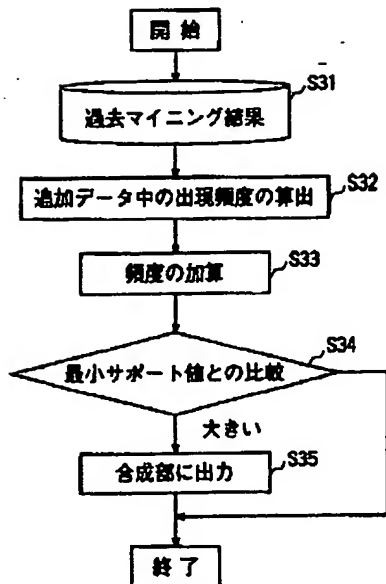 開 始
S31
過去マイニング結果
S32
追加データ中の出現頻度の算出
S33
頻度の加算
S34
最小サポート値との比較
大きい
S35
合成部に出力
終 了